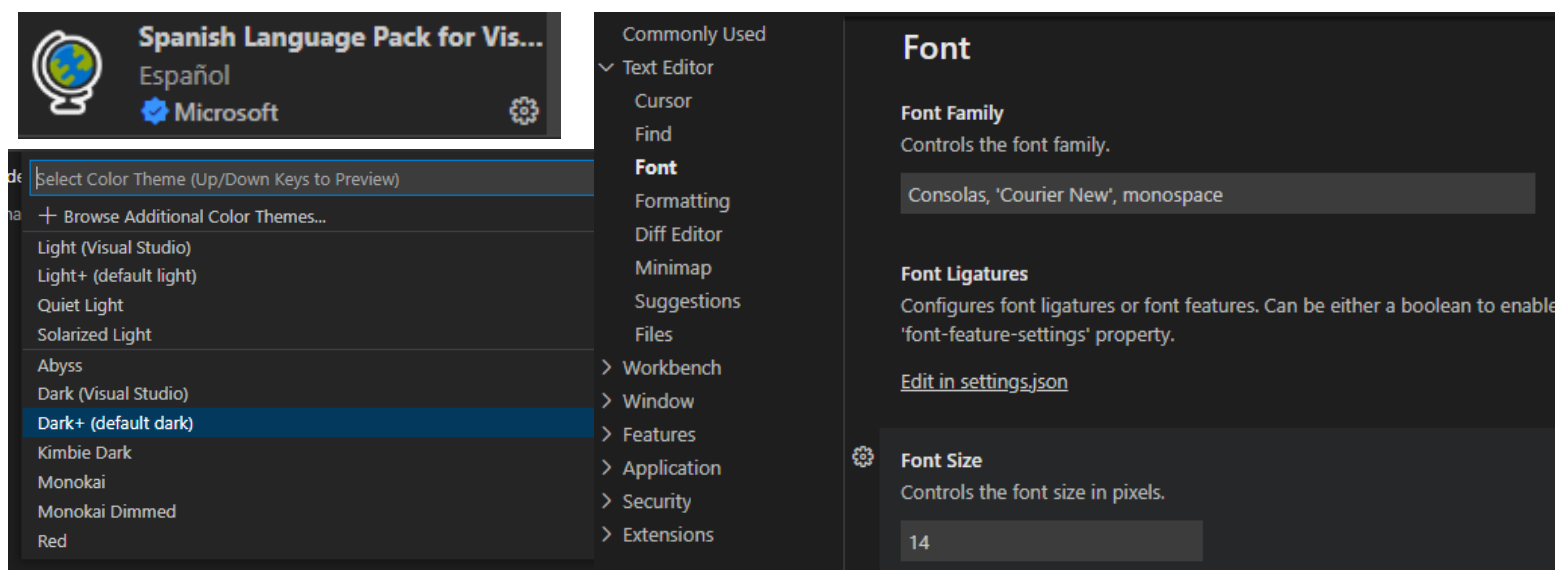 Spanish Language Pack for Vis...
Español
Microsoft
Select Color Theme (Up/Down Keys to Preview)
Browse Additional Color Themes...
Light (Visual Studio)
Light+ (default light)
Quiet Light
Solarized Light
Abyss
Dark (Visual Studio)
Dark+ (default dark)
Kimbie Dark
Monokai
Monokai Dimmed
Red
Commonly Used
Text Editor
Cursor
Find
Font
Formatting
Diff Editor
Minimap
Suggestions
Files
Workbench
Window
Features
Application
Security
Extensions
Font
Font Family
Controls the font family.
Consolas, 'Courier New', monospace
Font Ligatures
Configures font ligatures or font features. Can be either a boolean to enable
'font-feature-settings' property.
Edit in settings.json
Font Size
Controls the font size in pixels.
14